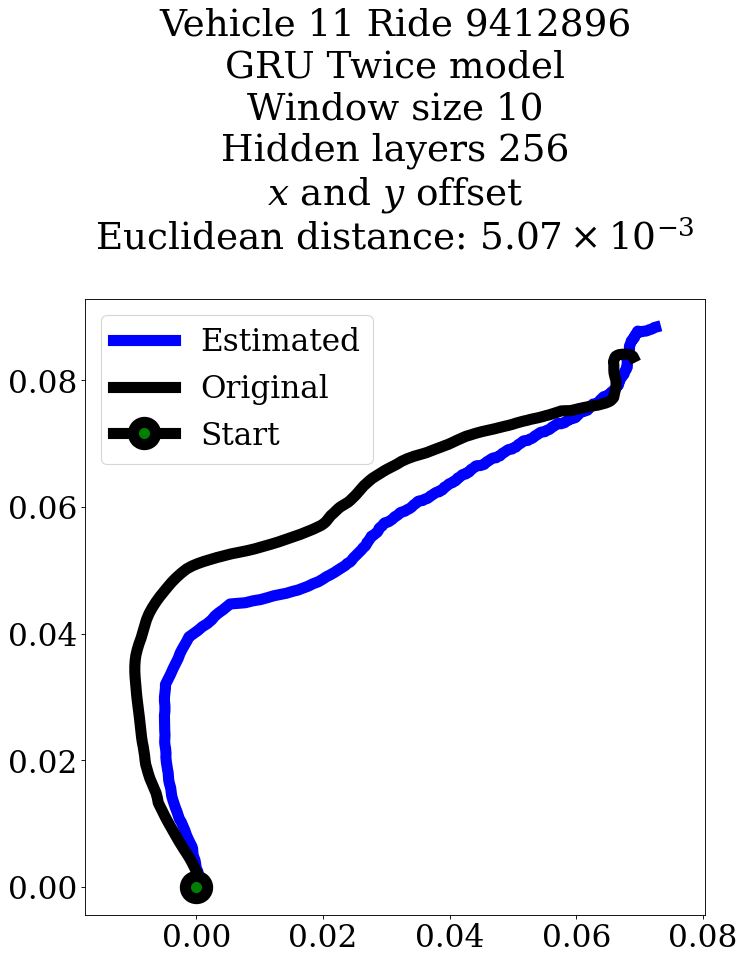 Vehicle 11 Ride 9412896
GRU Twice model
Window size 10
Hidden layers 256
x and y offset
Euclidean distance: 5.07 × 10⁻³
Estimated
Original
Start
0.08
0.06
0.04
0.02
0.00
0.00 0.02 0.04 0.06 0.08